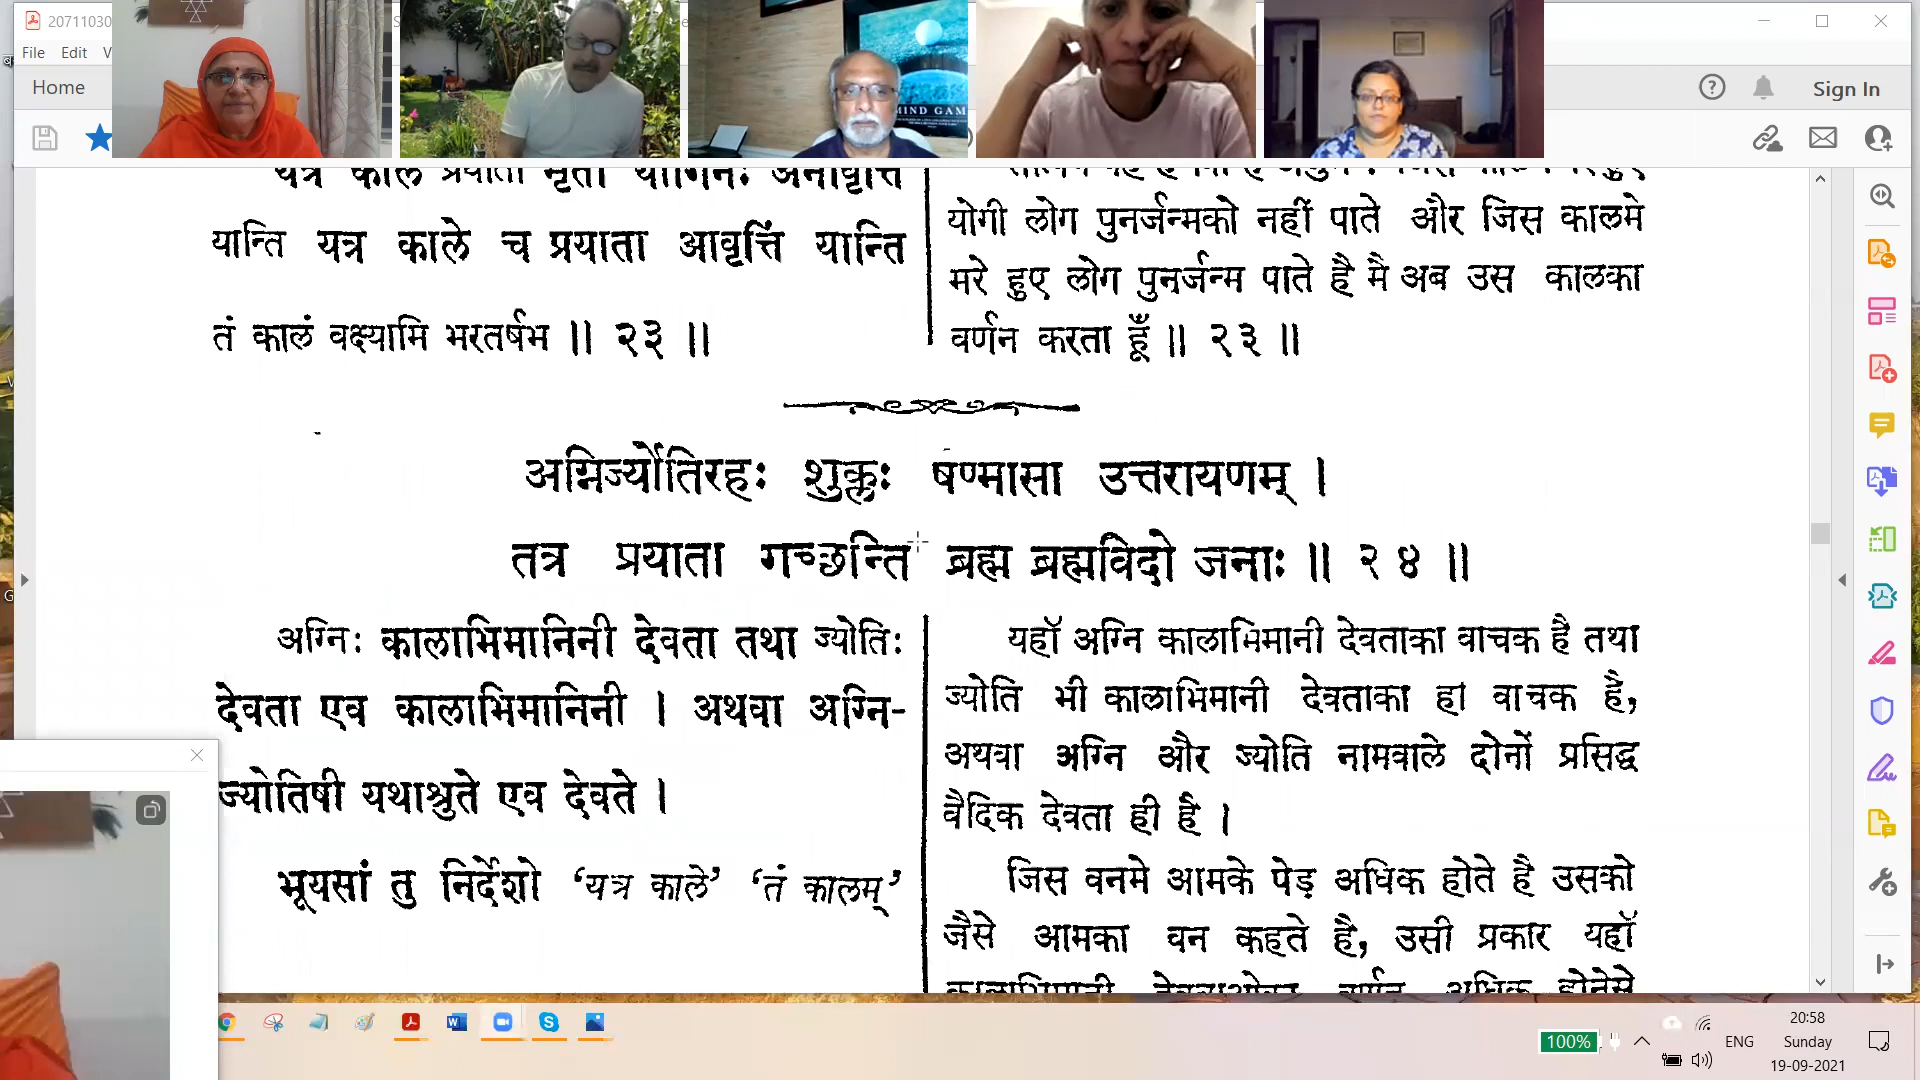 20711030
File Edit V
Home
Sign In
MIND GAM
यान्ति यत्र काले च प्रयाता आवृत्तिं यान्ति
तं कालं वक्ष्यामि भरतर्षभ ॥ २३ ॥
योगी लोग पुनर्जन्मको नहीं पाते और जिस कालमे
मरे हुए लोग पुनर्जन्म पाते है मै अब उस कालका
वर्णन करता हूँ ॥ २३ ॥
अग्निर्ज्योतिरहः शुक्लः षण्मासा उत्तरायणम् ।
तत्र प्रयाता गच्छन्ति ब्रह्म ब्रह्मविदो जनाः ॥ २४ ॥
अग्निः कालाभिमानिनी देवता तथा ज्योतिः
देवता एव कालाभिमानिनी । अथवा अग्नि-
ज्योतिषी यथाश्रुते एव देवते ।
भूयसां तु निर्देशो ‘यत्र काले’ ‘तं कालम्’
यहाँ अग्नि कालाभिमानी देवताका वाचक है तथा
ज्योति भी कालाभिमानी देवताका ही वाचक है,
अथवा अग्नि और ज्योति नामवाले दोनों प्रसिद्ध
वैदिक देवता ही है ।
जिस वनमे आमके पेड़ अधिक होते है उसको
जैसे आमका वन कहते है, उसी प्रकार यहाँ
100%
ENG
20:58
Sunday
19-09-2021